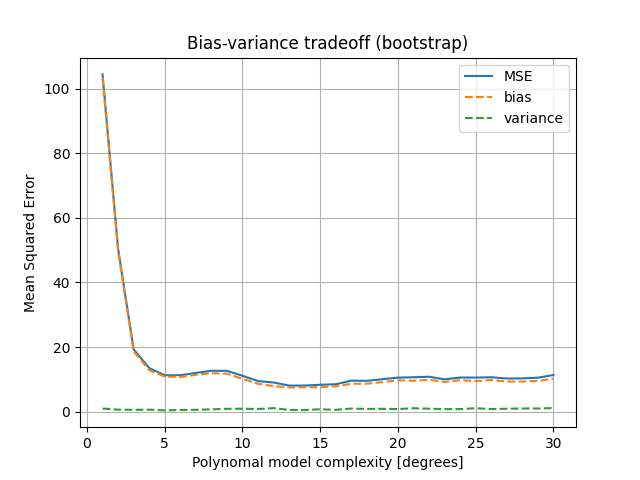 Bias-variance tradeoff (bootstrap)
MSE
bias
variance
Mean Squared Error
100
80
60
40
20
0
0 5 10 15 20 25 30
Polynomal model complexity [degrees]